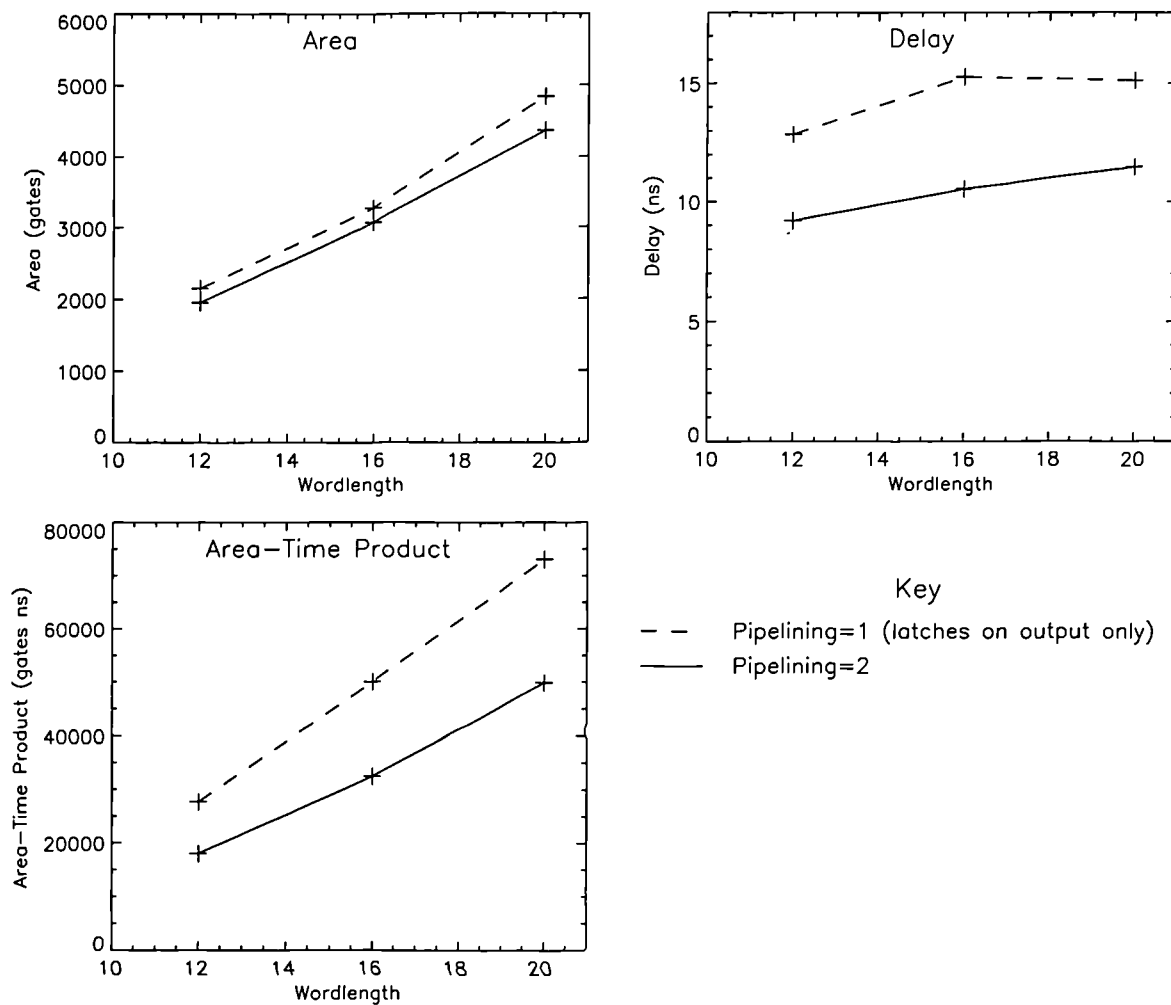 Area
Area (gates)
6000
5000
4000
3000
2000
1000
0
10 12 14 16 18 20
Wordlength
Delay
Delay (ns)
15
10
5
0
10 12 14 16 18 20
Wordlength
Area-Time Product
Area-Time Product (gates ns)
80000
60000
40000
20000
0
10 12 14 16 18 20
Wordlength
Key
Pipelining=1 (latches on output only)
Pipelining=2